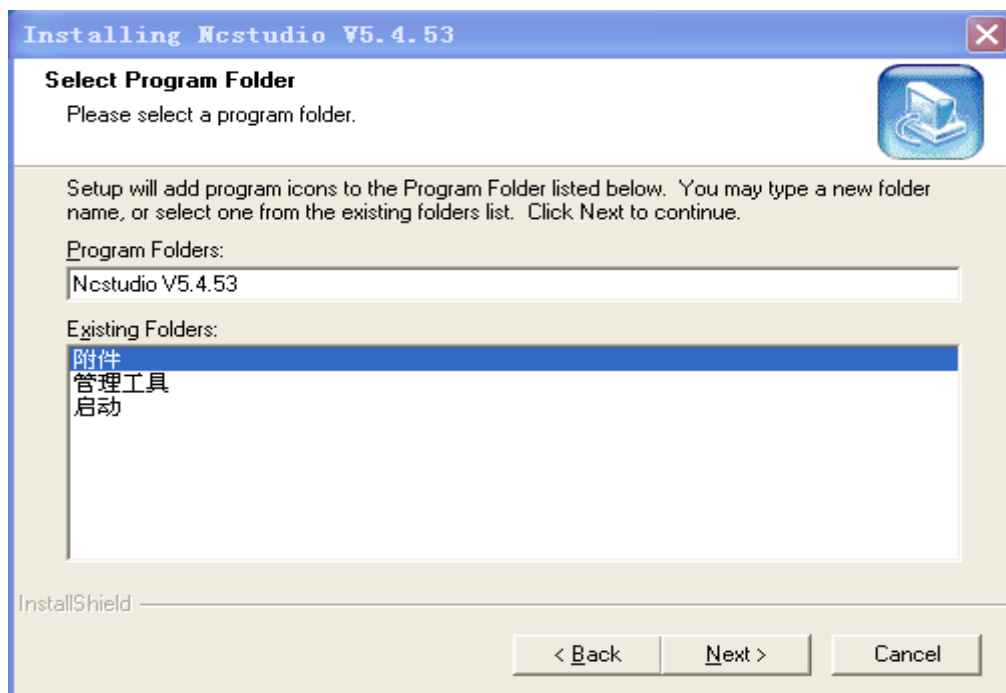 Installing Ncstudio V5.4.53
Select Program Folder
Please select a program folder.
Setup will add program icons to the Program Folder listed below. You may type a new folder
name, or select one from the existing folders list. Click Next to continue.
Program Folders:
Ncstudio V5.4.53
Existing Folders:
附件
管理工具
启动
InstallShield
< Back
Next >
Cancel